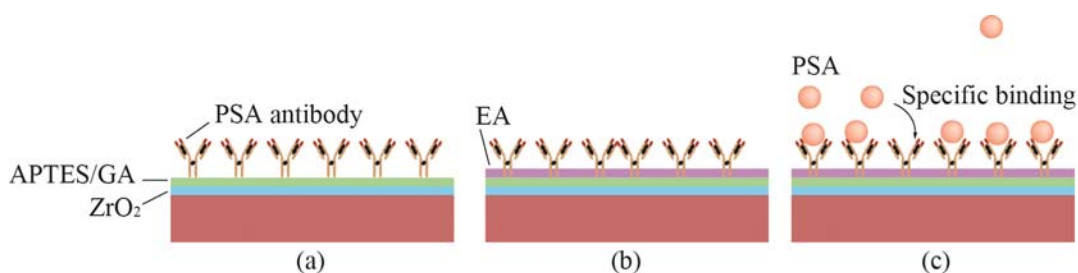 PSA antibody
APTES/GA
ZrO₂
(a)
EA
(b)
PSA
Specific binding
(c)